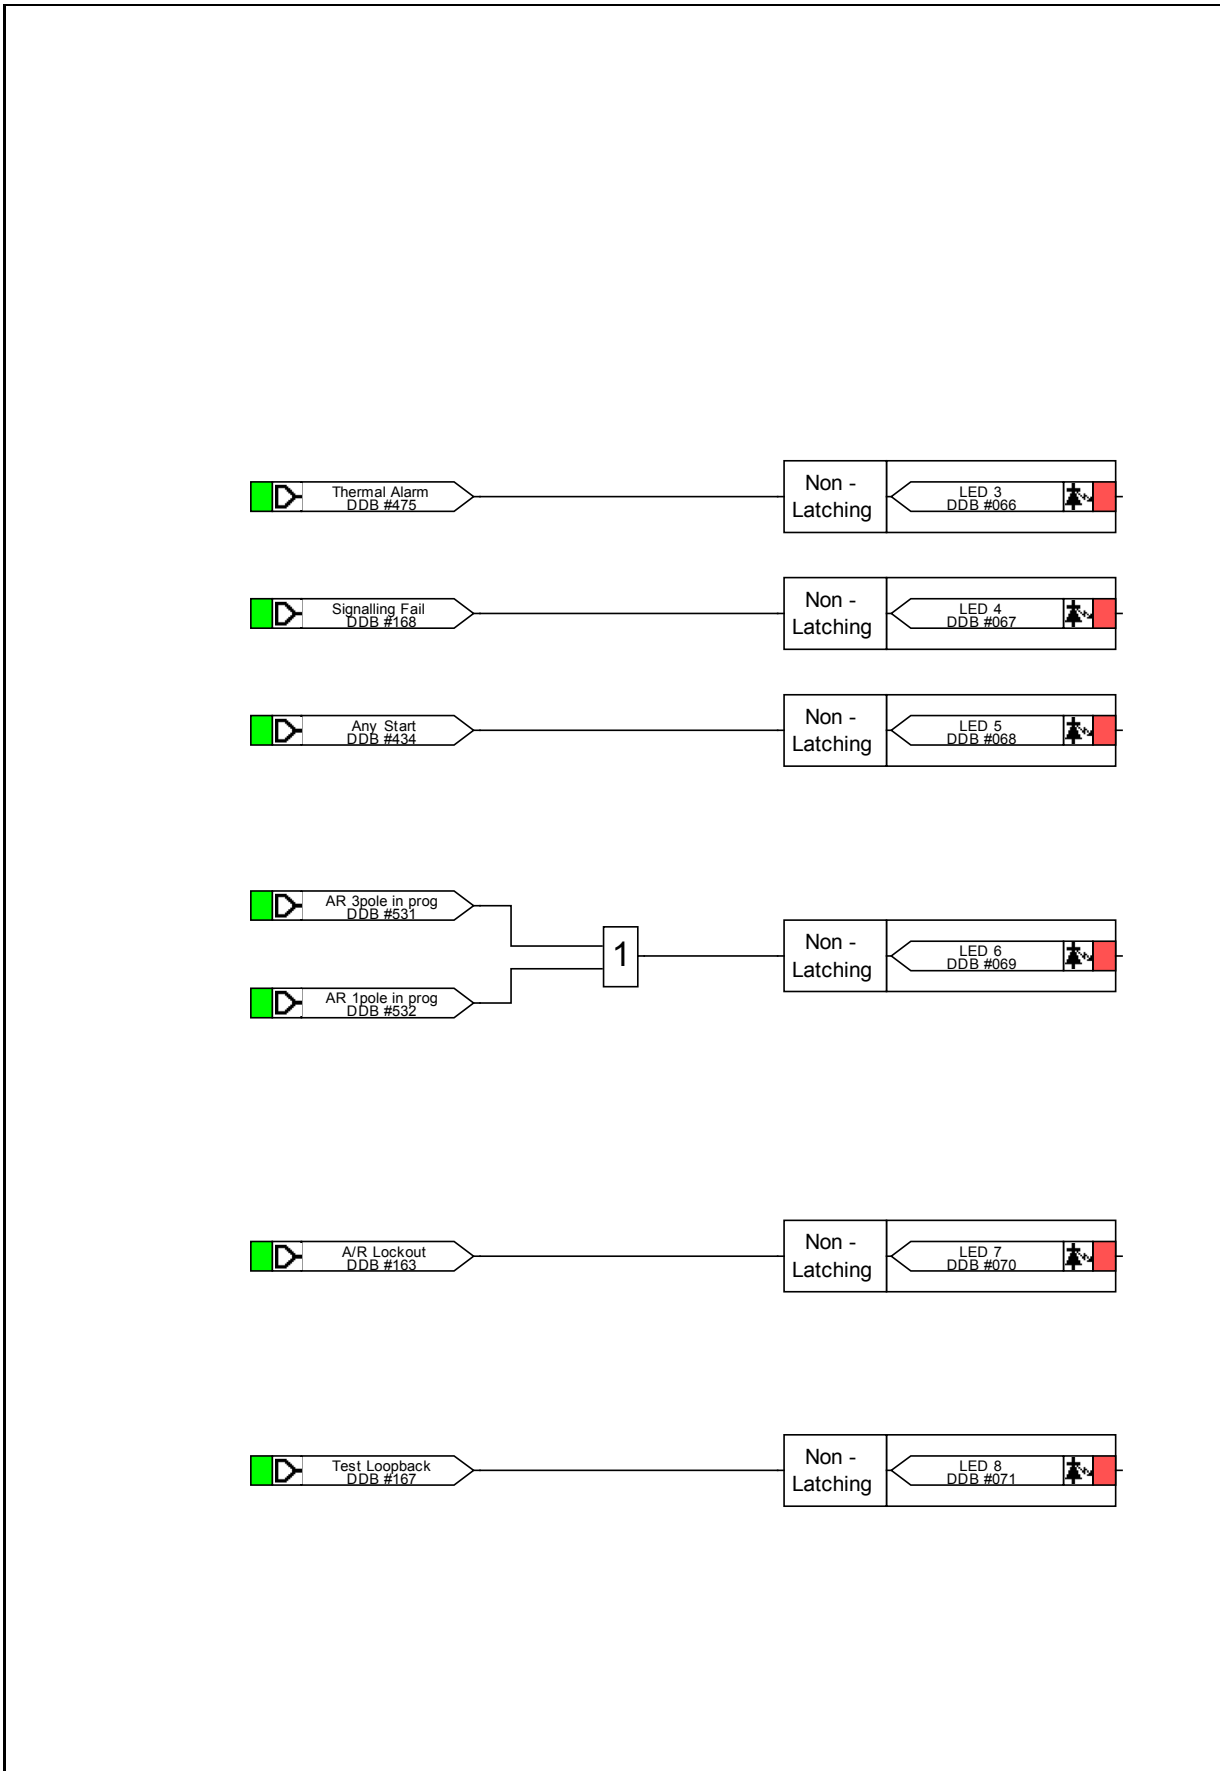 Thermal Alarm
DDB #475
Non -
Latching
LED 3
DDB #066
Signalling Fail
DDB #168
Non -
Latching
LED 4
DDB #067
Any Start
DDB #434
Non -
Latching
LED 5
DDB #068
AR 3pole in prog
DDB #531
AR 1pole in prog
DDB #532
1
Non -
Latching
LED 6
DDB #069
A/R Lockout
DDB #163
Non -
Latching
LED 7
DDB #070
Test Loopback
DDB #167
Non -
Latching
LED 8
DDB #071